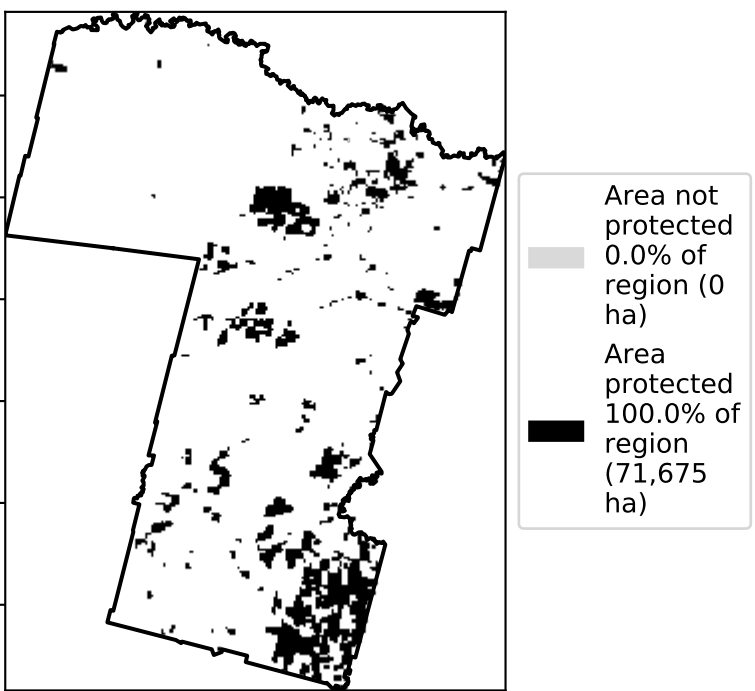 Area not
protected
0.0% of
region (0
ha)
Area
protected
100.0% of
region
(71,675
ha)